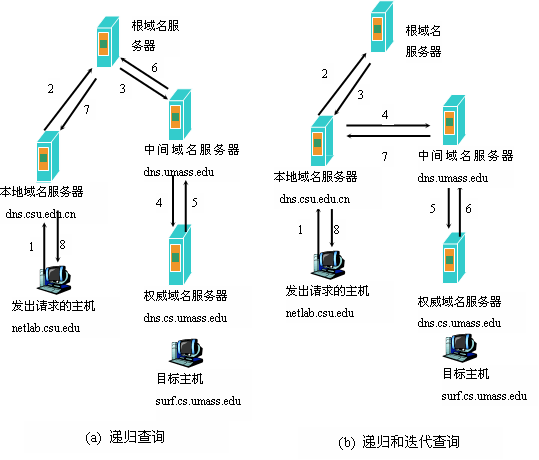 根域名服
务器
2
7
6
3
本地域名服务器
dns.csu.edu.cn
中间域名服务器
dns.umass.edu
4
5
1
8
发出请求的主机
netlab.csu.edu
权威域名服务器
dns.cs.umass.edu
目标主机
surf.cs.umass.edu
(a) 递归查询
根域名
服务器
2
3
4
7
本地域名服务器
dns.csu.edu.cn
中间域名服务器
dns.umass.edu
5
6
1
8
发出请求的主机
netlab.csu.edu
权威域名服务器
dns.cs.umass.edu
目标主机
surf.cs.umass.edu
(b) 递归和迭代查询